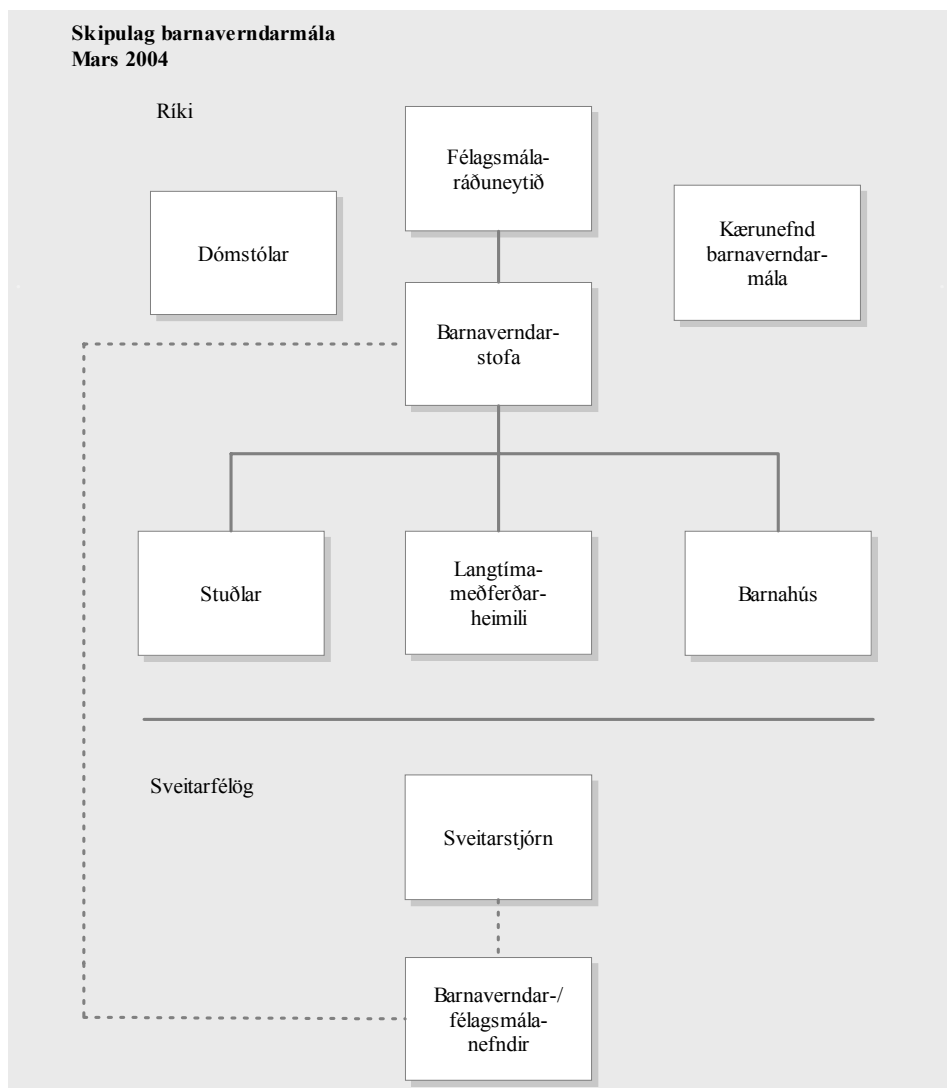 Skipulag barnaverndarmála
Mars 2004
Ríki
Félagsmála-
ráðuneytið
Dómstólar
Kærunefnd
barnaverndar-
mála
Barnaverndar-
stofa
Stuðlar
Langtíma-
meðferðar-
heimili
Barnahús
Sveitarfélög
Sveitarstjórn
Barnaverndar-/
félagsmála-
nefndir